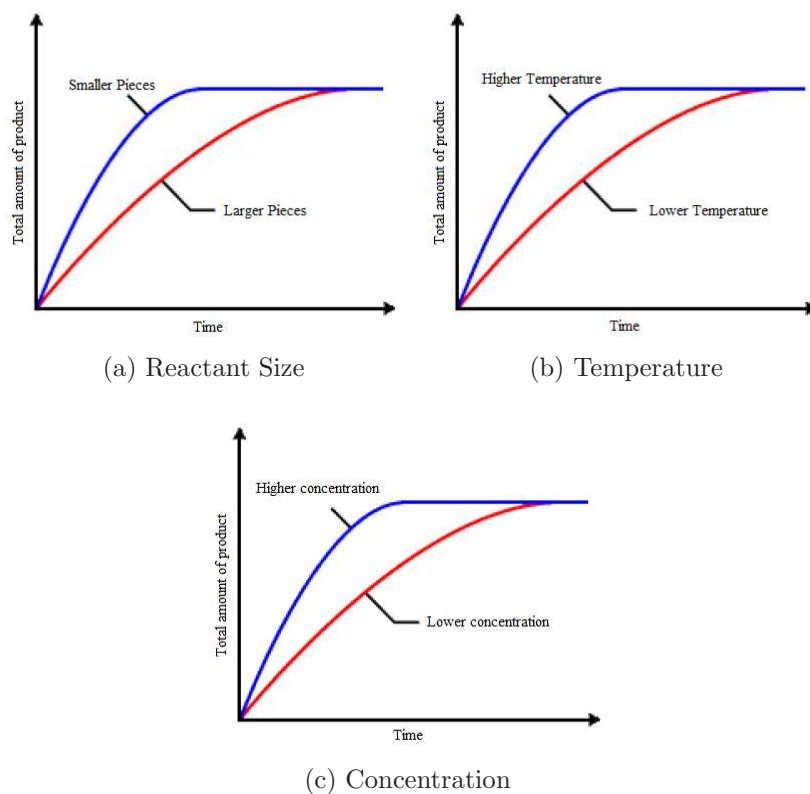 Total amount of product
Smaller Pieces
Larger Pieces
Time
(a) Reactant Size
Total amount of product
Higher Temperature
Lower Temperature
Time
(b) Temperature
Total amount of product
Higher concentration
Lower concentration
Time
(c) Concentration